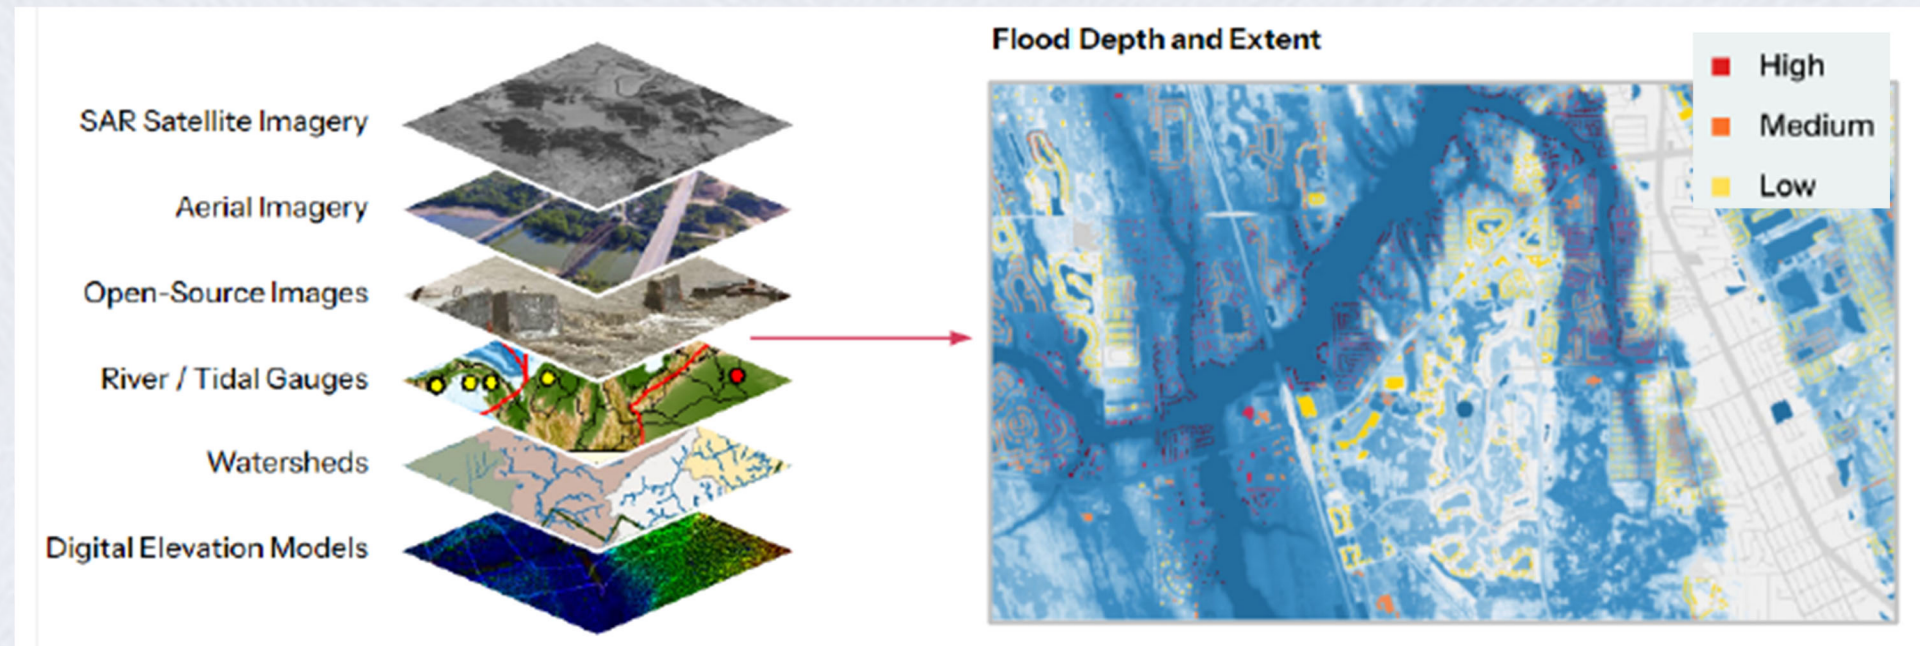 SAR Satellite Imagery
Aerial Imagery
Open-Source Images
River / Tidal Gauges
Watersheds
Digital Elevation Models
Flood Depth and Extent
High
Medium
Low